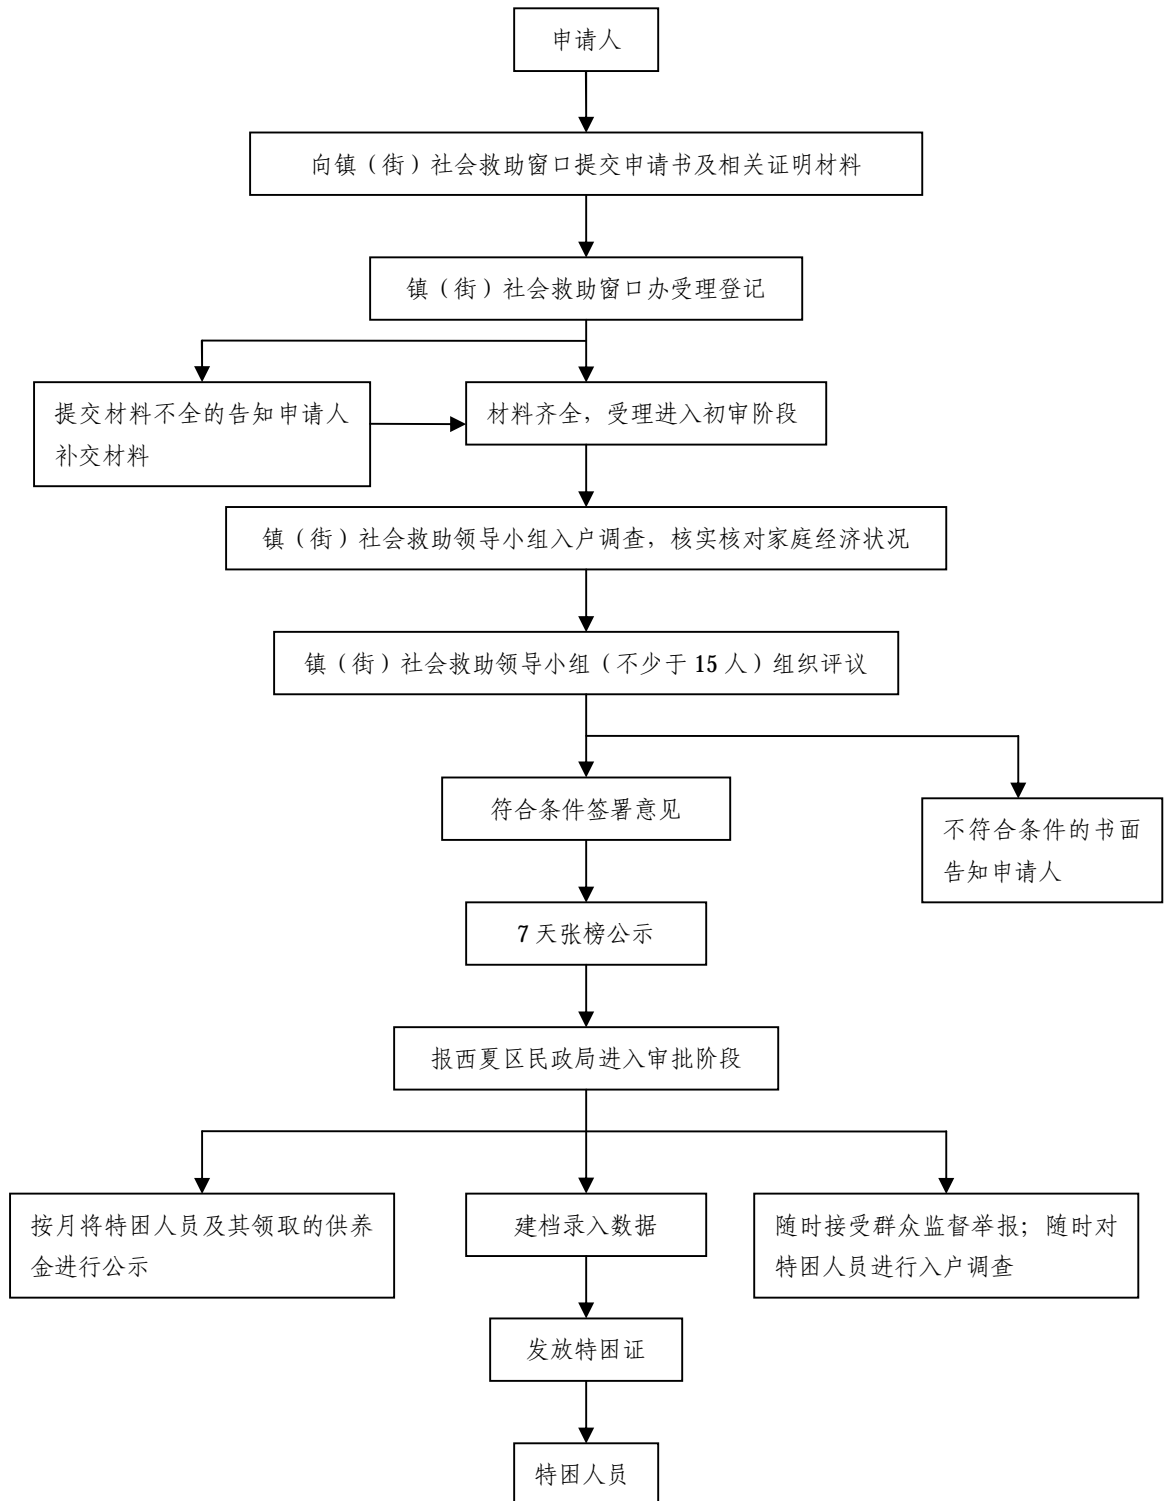 申请人
向镇（街）社会救助窗口提交申请书及相关证明材料
镇（街）社会救助窗口办受理登记
提交材料不全的告知申请人
补交材料
材料齐全，受理进入初审阶段
镇（街）社会救助领导小组入户调查，核实核对家庭经济状况
镇（街）社会救助领导小组（不少于 15 人）组织评议
符合条件签署意见
不符合条件的书面
告知申请人
7 天张榜公示
报西夏区民政局进入审批阶段
按月将特困人员及其领取的供养
金进行公示
建档录入数据
随时接受群众监督举报；随时对
特困人员进行入户调查
发放特困证
特困人员